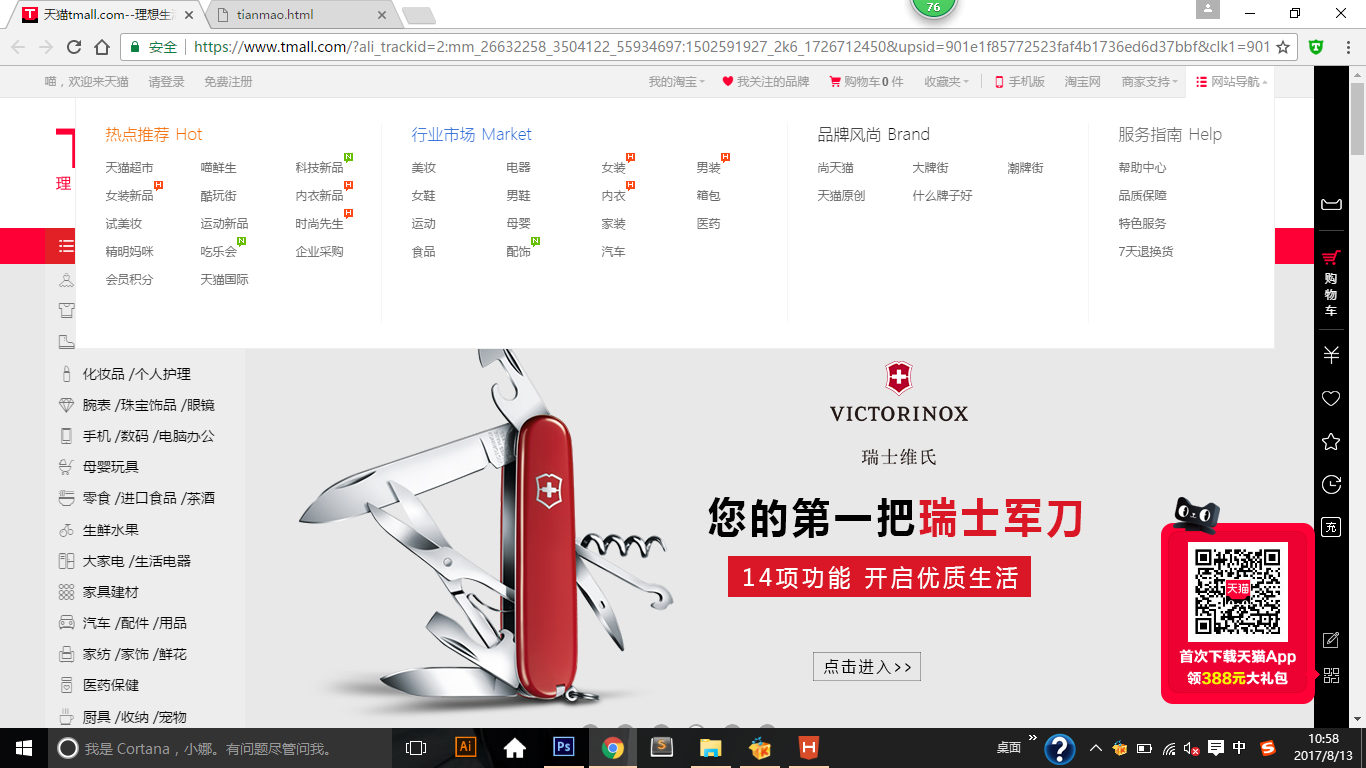 天猫tmall.com--理想生
tianmao.html
76
安全
https://www.tmall.com/?ali_trackid=2:mm_26632258_3504122_55934697:1502591927_2k6_1726712450&upsid=901e1f85772523faf4b1736ed6d37bbf&clk1=901
喵，欢迎来天猫 请登录 免费注册
我的淘宝 我关注的品牌 购物车0件 收藏夹 手机版 淘宝网 商家支持 网站导航
理
热点推荐 Hot
天猫超市 喵鲜生 科技新品 N
女装新品 H 酷玩街 内衣新品 H
试美妆 运动新品 时尚先生 H
精明妈咪 吃乐会 N 企业采购
会员积分 天猫国际
行业市场 Market
美妆 电器 女装 H 男装 H
女鞋 男鞋 内衣 H 箱包
运动 母婴 家装 医药
食品 配饰 N 汽车
品牌风尚 Brand
尚天猫 大牌街 潮牌街
天猫原创 什么牌子好
服务指南 Help
帮助中心
品质保障
特色服务
7天退换货
化妆品 /个人护理
腕表 /珠宝饰品 /眼镜
手机 /数码 /电脑办公
母婴玩具
零食 /进口食品 /茶酒
生鲜水果
大家电 /生活电器
家具建材
汽车 /配件 /用品
家纺 /家饰 /鲜花
医药保健
厨具 /收纳 /宠物
VICTORINOX
瑞士维氏
您的第一把瑞士军刀
14项功能 开启优质生活
点击进入>>
购物车
充
天猫
首次下载天猫App
领388元大礼包
我是 Cortana，小娜。有问题尽管问我。
Ai
Ps
S
H
桌面
中
S
10:58
2017/8/13